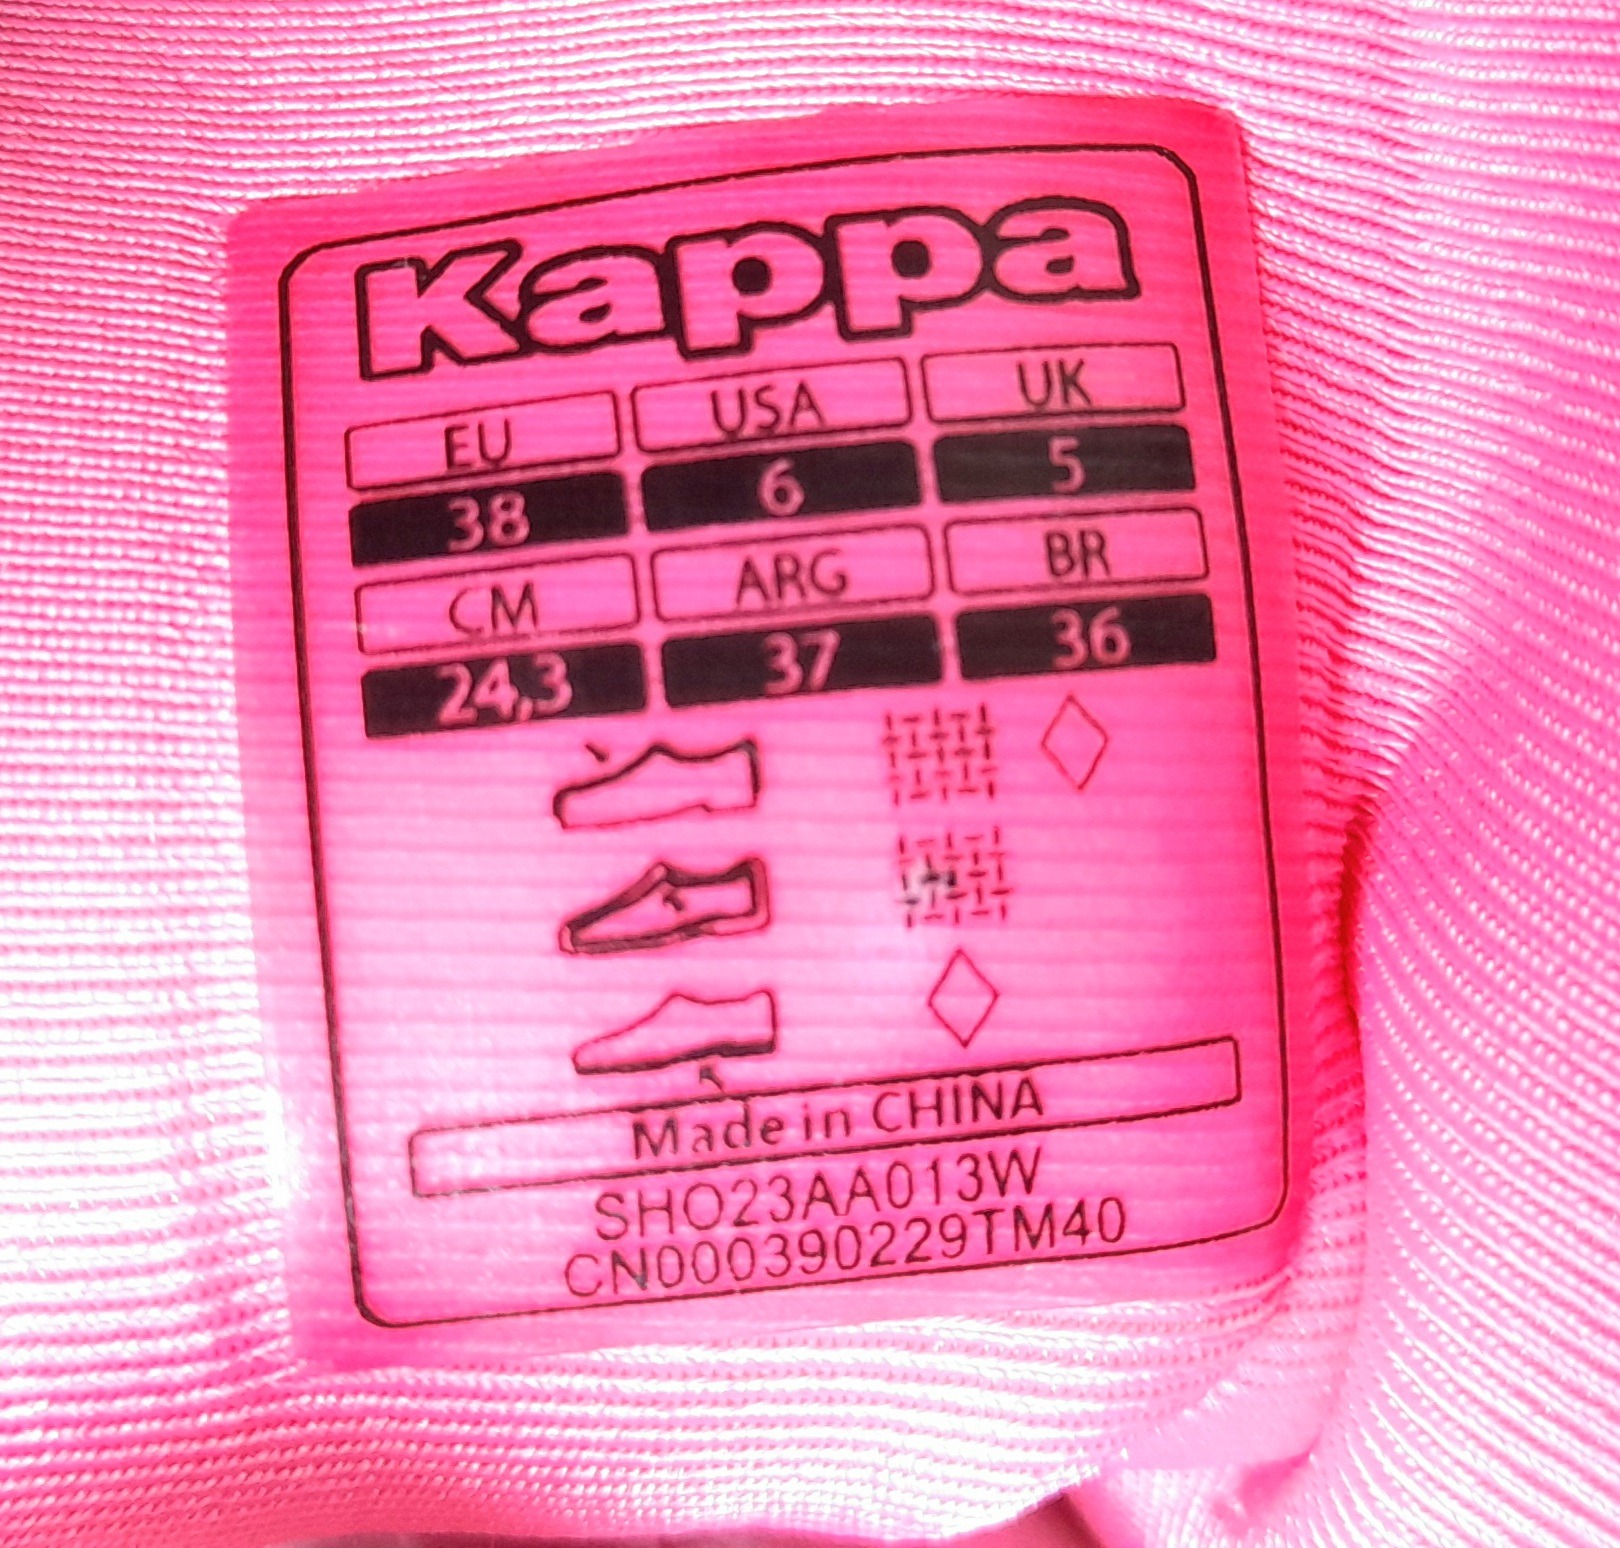 Kappa
EU USA UK
38 6 5
CM ARG BR
24,3 37 36
Made in CHINA
SHO23AA013W
CN000390229TM40